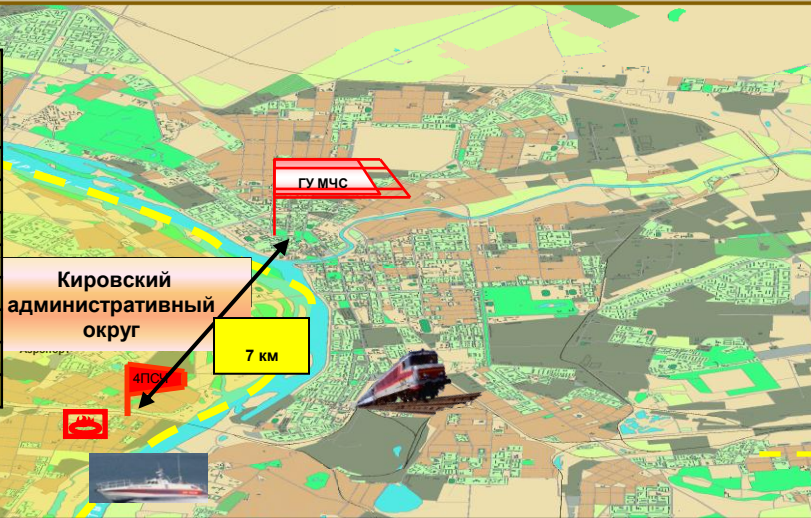 ГУ МЧС
Кировский
административный
округ
Аэропорт
7 км
4ПСЧ